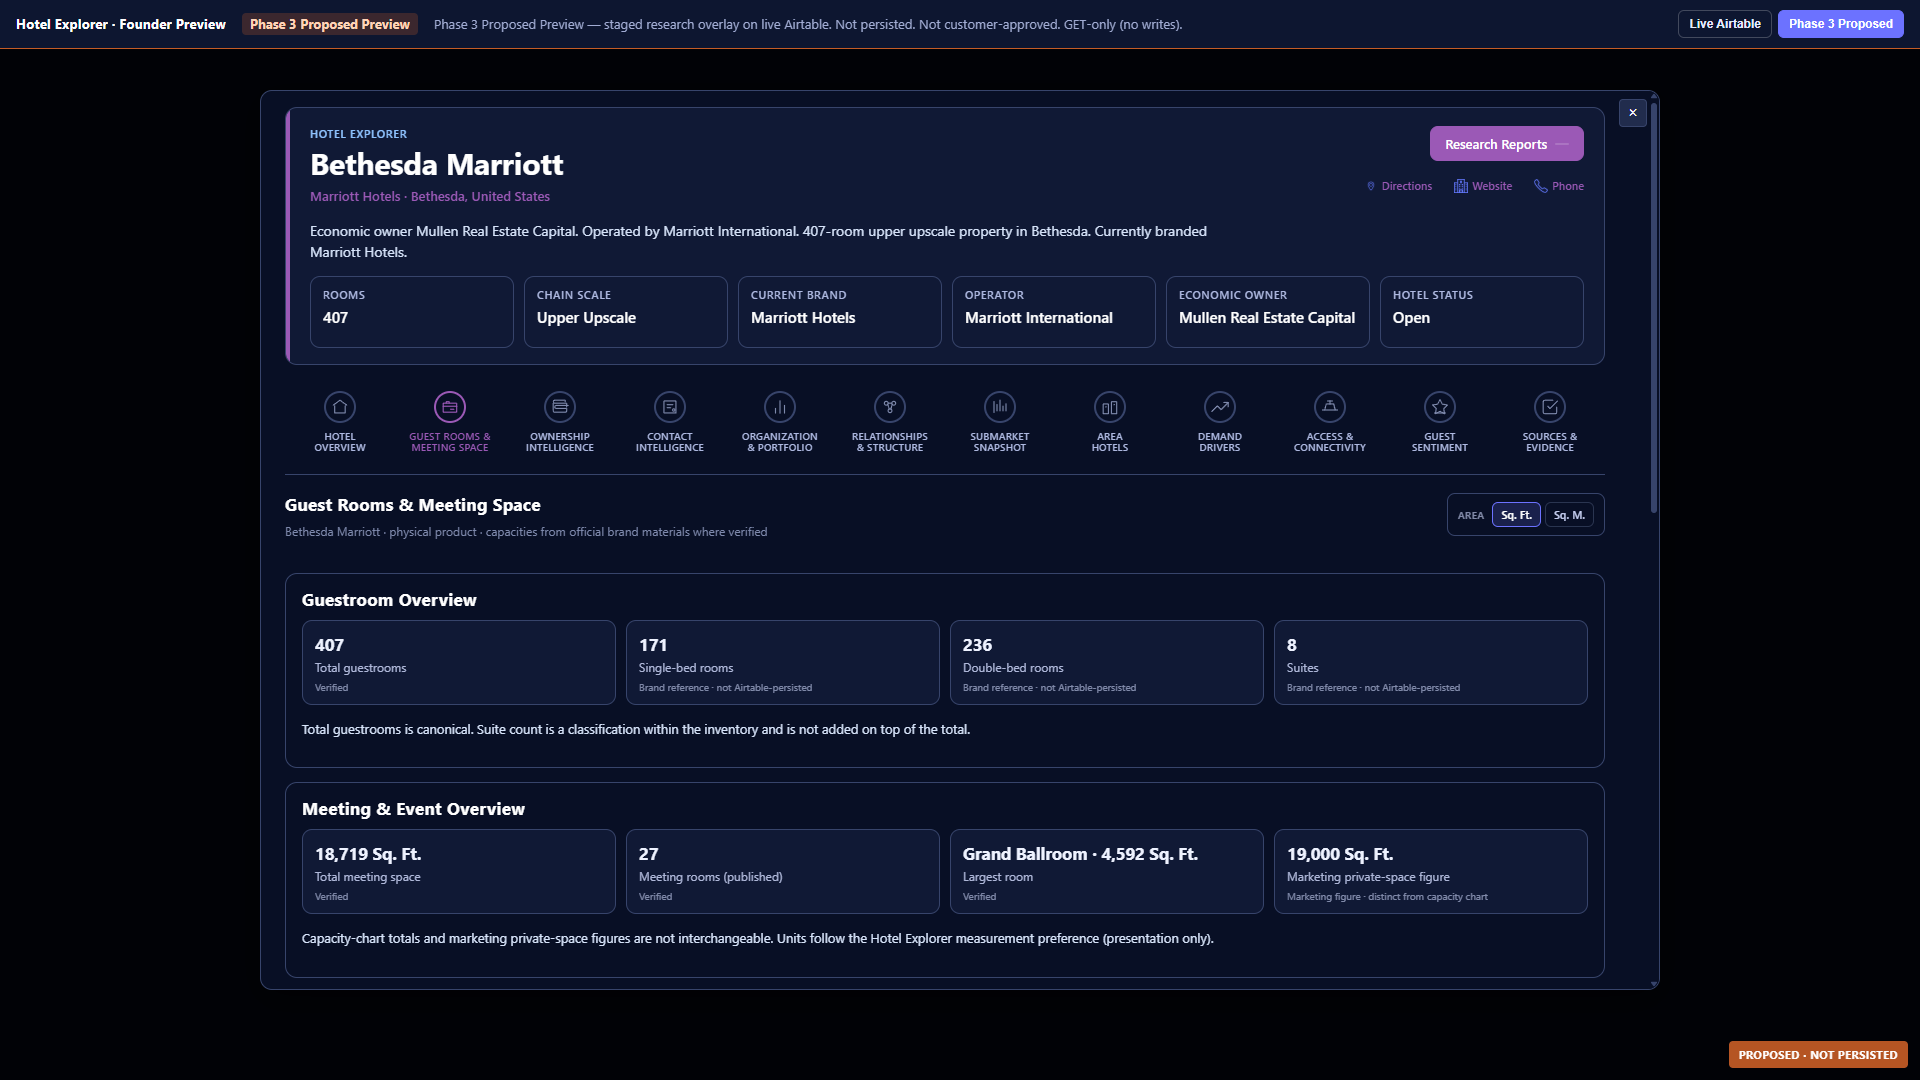 Hotel Explorer · Founder Preview
Phase 3 Proposed Preview
Phase 3 Proposed Preview — staged research overlay on live Airtable. Not persisted. Not customer-approved. GET-only (no writes).
Live Airtable
Phase 3 Proposed
×
HOTEL EXPLORER
Bethesda Marriott
Marriott Hotels · Bethesda, United States
Research Reports —
Directions
Website
Phone
Economic owner Mullen Real Estate Capital. Operated by Marriott International. 407-room upper upscale property in Bethesda. Currently branded
Marriott Hotels.
ROOMS
407
CHAIN SCALE
Upper Upscale
CURRENT BRAND
Marriott Hotels
OPERATOR
Marriott International
ECONOMIC OWNER
Mullen Real Estate Capital
HOTEL STATUS
Open
HOTEL
OVERVIEW
GUEST ROOMS &
MEETING SPACE
OWNERSHIP
INTELLIGENCE
CONTACT
INTELLIGENCE
ORGANIZATION
& PORTFOLIO
RELATIONSHIPS
& STRUCTURE
SUBMARKET
SNAPSHOT
AREA
HOTELS
DEMAND
DRIVERS
ACCESS &
CONNECTIVITY
GUEST
SENTIMENT
SOURCES &
EVIDENCE
Guest Rooms & Meeting Space
Bethesda Marriott · physical product · capacities from official brand materials where verified
AREA
Sq. Ft.
Sq. M.
Guestroom Overview
407
Total guestrooms
Verified
171
Single-bed rooms
Brand reference · not Airtable-persisted
236
Double-bed rooms
Brand reference · not Airtable-persisted
8
Suites
Brand reference · not Airtable-persisted
Total guestrooms is canonical. Suite count is a classification within the inventory and is not added on top of the total.
Meeting & Event Overview
18,719 Sq. Ft.
Total meeting space
Verified
27
Meeting rooms (published)
Verified
Grand Ballroom · 4,592 Sq. Ft.
Largest room
Verified
19,000 Sq. Ft.
Marketing private-space figure
Marketing figure · distinct from capacity chart
Capacity-chart totals and marketing private-space figures are not interchangeable. Units follow the Hotel Explorer measurement preference (presentation only).
PROPOSED · NOT PERSISTED